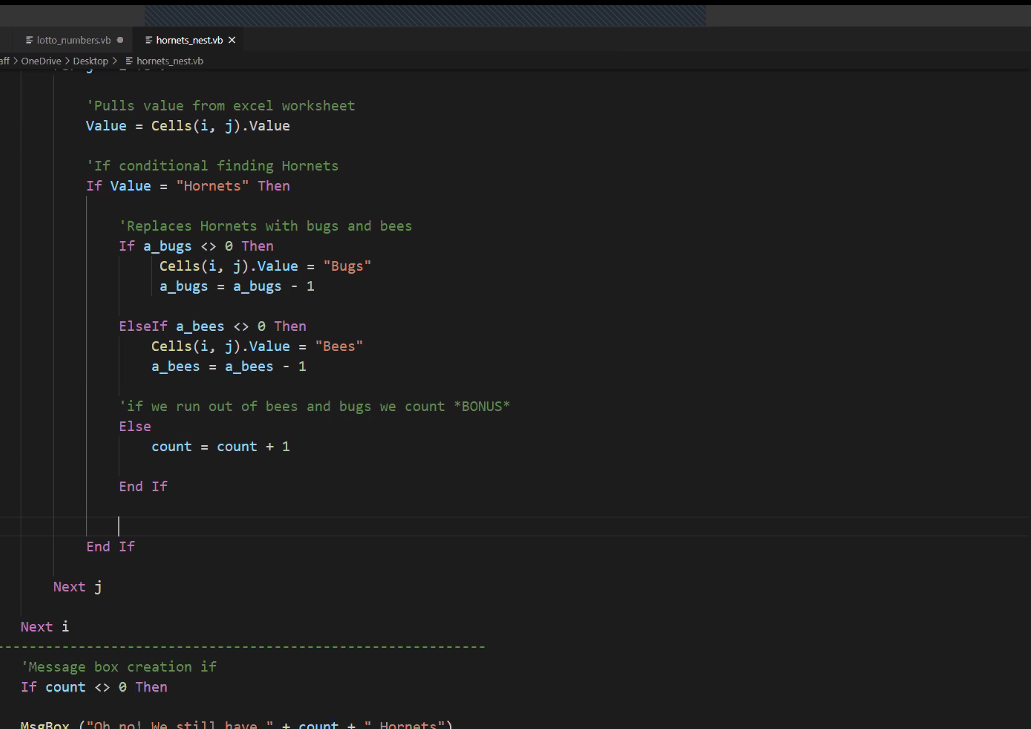 lotto_numbers.vb ● hornets_nest.vb ×
aff > OneDrive > Desktop > hornets_nest.vb
'Pulls value from excel worksheet
Value = Cells(i, j).Value
'If conditional finding Hornets
If Value = "Hornets" Then
'Replaces Hornets with bugs and bees
If a_bugs <> 0 Then
Cells(i, j).Value = "Bugs"
a_bugs = a_bugs - 1
ElseIf a_bees <> 0 Then
Cells(i, j).Value = "Bees"
a_bees = a_bees - 1
'if we run out of bees and bugs we count *BONUS*
Else
count = count + 1
End If
End If
Next j
Next i
'Message box creation if
If count <> 0 Then
MsgBox ("Oh no! We still have " + count + " Hornets")